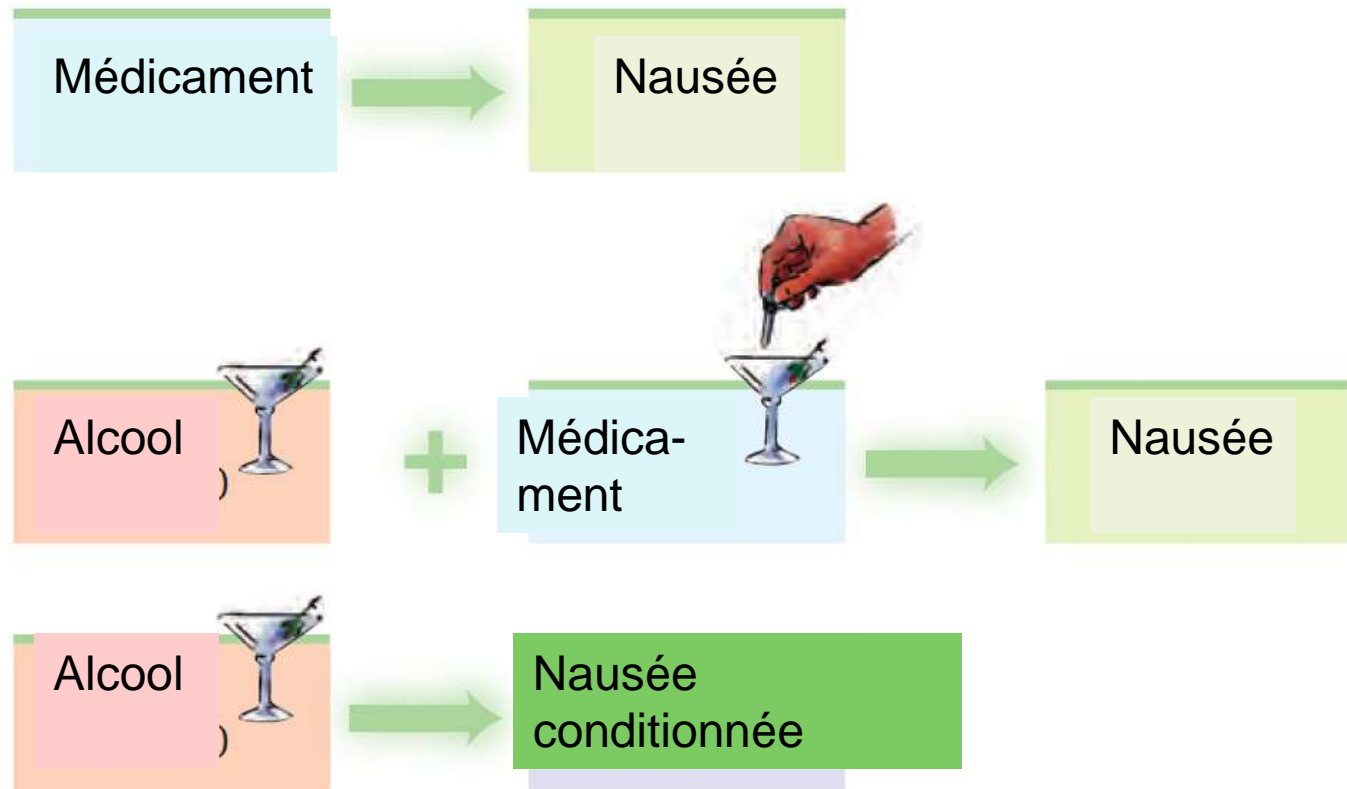 Médicament
Nausée
Alcool
)
Médica-
ment
Nausée
Alcool
)
Nausée
conditionnée